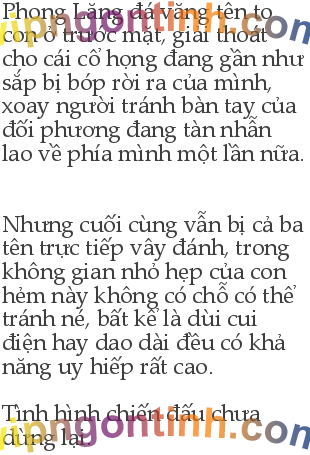 Phong Lăng đá văng tên to
con ở trước mặt, giải thoát
cho cái cổ họng đang gần như
sắp bị bóp rời ra của mình,
xoay người tránh bàn tay của
đối phương đang tàn nhẫn
lao về phía mình một lần nữa.
Nhưng cuối cùng vẫn bị cả ba
tên trực tiếp vây đánh, trong
không gian nhỏ hẹp của con
hẻm này không có chỗ có thể
tránh né, bất kể là dùi cui
điện hay dao dài đều có khả
năng uy hiếp rất cao.
Tình hình chiến đấu chưa
dừng lại
vipngontinh.com
vipngontinh.com